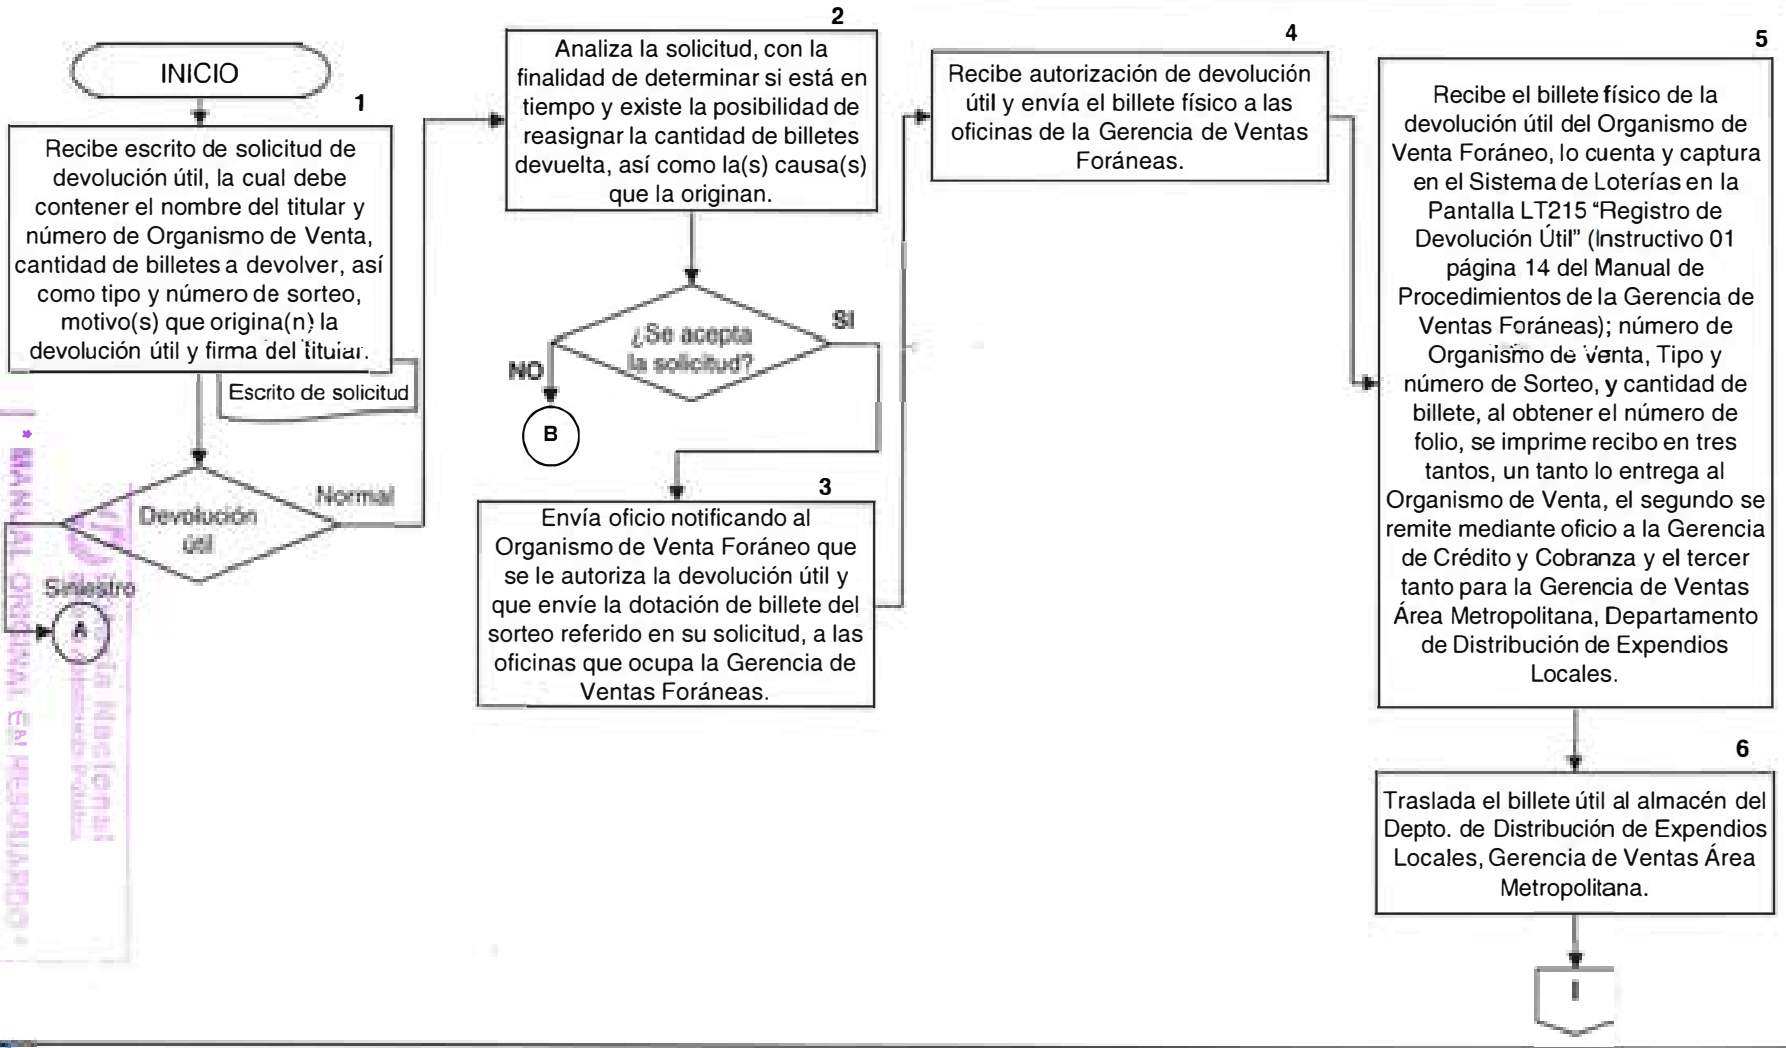 INICIO
1
Recibe escrito de solicitud de
devolución útil, la cual debe
contener el nombre del titular y
número de Organismo de Venta,
cantidad de billetes a devolver, así
como tipo y número de sorteo,
motivo(s) que origina(n) la
devolución útil y firma del titular.
Escrito de solicitud
Devolución
útil
Normal
Siniestro
A
2
Analiza la solicitud, con la
finalidad de determinar si está en
tiempo y existe la posibilidad de
reasignar la cantidad de billetes
devuelta, así como la(s) causa(s)
que la originan.
¿Se acepta
la solicitud?
SI
NO
B
3
Envía oficio notificando al
Organismo de Venta Foráneo que
se le autoriza la devolución útil y
que envíe la dotación de billete del
sorteo referido en su solicitud, a las
oficinas que ocupa la Gerencia de
Ventas Foráneas.
4
Recibe autorización de devolución
útil y envía el billete físico a las
oficinas de la Gerencia de Ventas
Foráneas.
5
Recibe el billete físico de la
devolución útil del Organismo de
Venta Foráneo, lo cuenta y captura
en el Sistema de Loterías en la
Pantalla LT215 “Registro de
Devolución Útil” (Instructivo 01
página 14 del Manual de
Procedimientos de la Gerencia de
Ventas Foráneas); número de
Organismo de Venta, Tipo y
número de Sorteo, y cantidad de
billete, al obtener el número de
folio, se imprime recibo en tres
tantos, un tanto lo entrega al
Organismo de Venta, el segundo se
remite mediante oficio a la Gerencia
de Crédito y Cobranza y el tercer
tanto para la Gerencia de Ventas
Área Metropolitana, Departamento
de Distribución de Expendios
Locales.
6
Traslada el billete útil al almacén del
Depto. de Distribución de Expendios
Locales, Gerencia de Ventas Área
Metropolitana.
I
* MANUAL ORIGINAL EN RESGUARDO *
Nacional